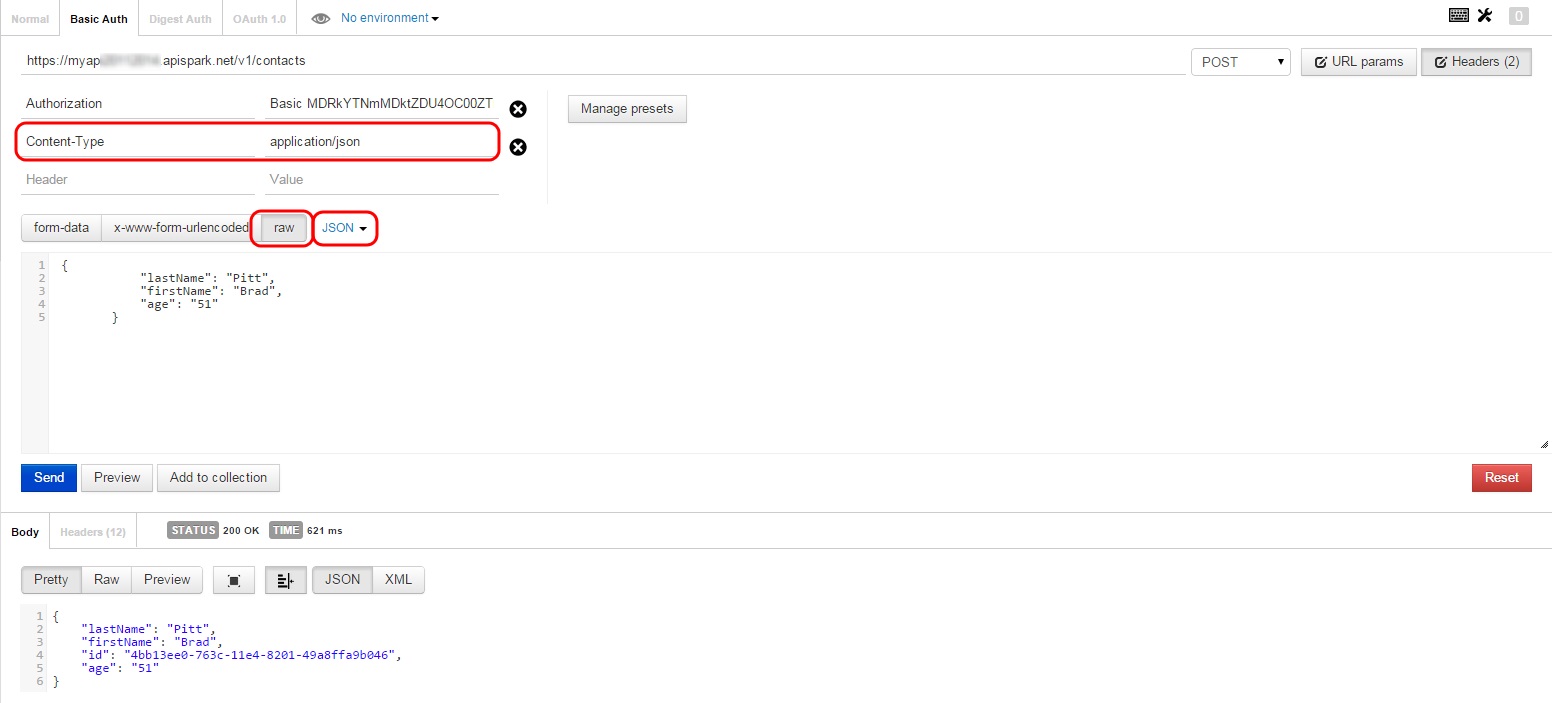 Normal Basic Auth Digest Auth OAuth 1.0 No environment 0
https://myapi .apispark.net/v1/contacts POST URL params Headers (2)
Authorization Basic MDRkYTNmMDktZDU4OC00ZT Manage presets
Content-Type application/json
Header Value
form-data x-www-form-urlencoded raw JSON
1 {
2 "lastName": "Pitt",
3 "firstName": "Brad",
4 "age": "51"
5 }
Send Preview Add to collection Reset
Body Headers (12) STATUS 200 OK TIME 621 ms
Pretty Raw Preview JSON XML
1 {
2 "lastName": "Pitt",
3 "firstName": "Brad",
4 "id": "4bb13ee0-763c-11e4-8201-49a8ffa9b046",
5 "age": "51"
6 }